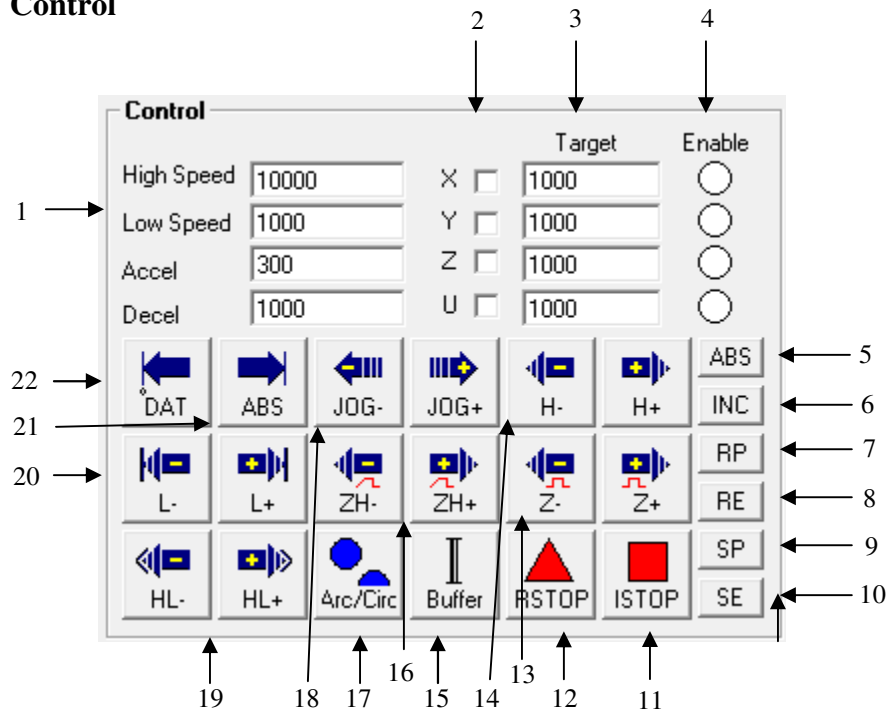 Control
2 3 4
Control
Target Enable
High Speed 10000 X 1000
1
Low Speed 1000 Y 1000
Accel 300 Z 1000
Decel 1000 U 1000
22 DAT ABS JOG- JOG+ H- H+ ABS 5
INC 6
21
20 L- L+ ZH- ZH+ Z- Z+ RP 7
RE 8
HL- HL+ Arc/Circ Buffer RSTOP ISTOP SP 9
SE 10
19 18 17 16 15 14 13 12 11